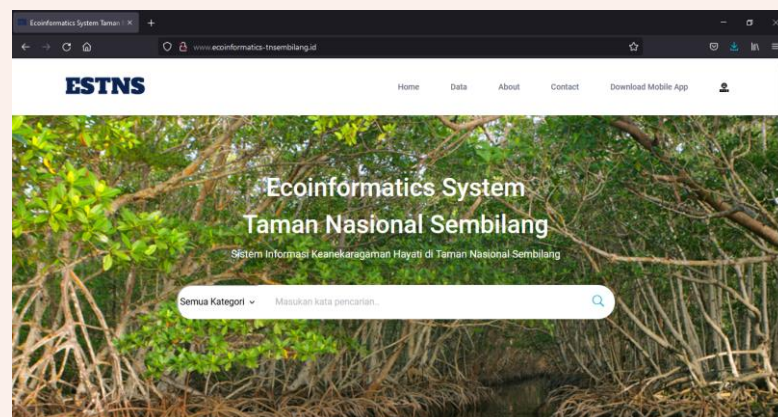 Ecoinformatics System Taman
www.ecoinformatics-tnsembilang.id
ESTNS
Home Data About Contact Download Mobile App
Ecoinformatics System
Taman Nasional Sembilang
Sistem Informasi Keanekaragaman Hayati di Taman Nasional Sembilang
Semua Kategori Masukan kata pencarian..